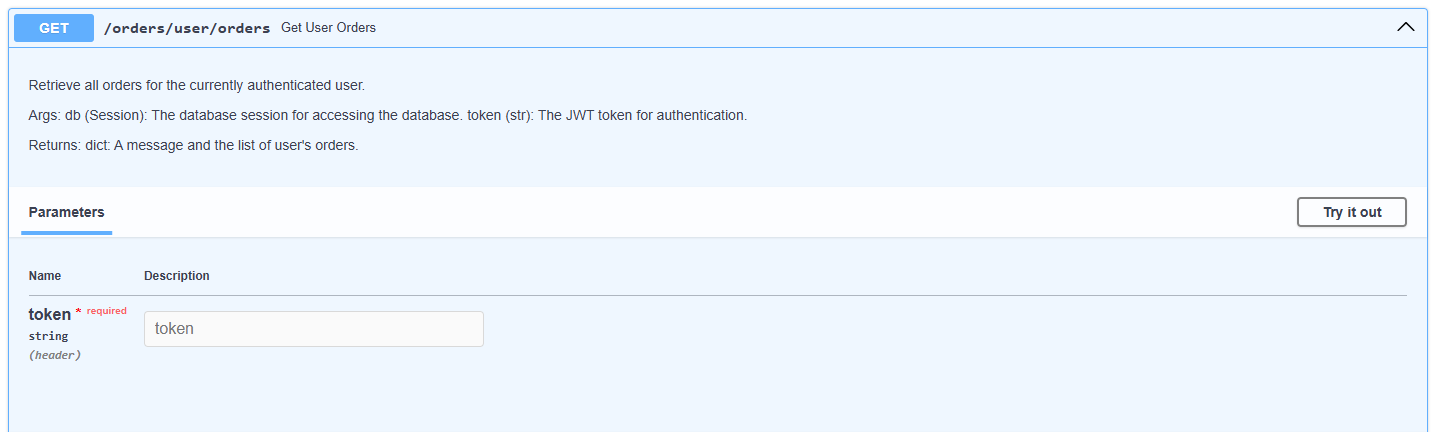 GET /orders/user/orders Get User Orders
Retrieve all orders for the currently authenticated user.
Args: db (Session): The database session for accessing the database. token (str): The JWT token for authentication.
Returns: dict: A message and the list of user's orders.
Parameters Try it out
Name Description
token * required
string
(header)
token